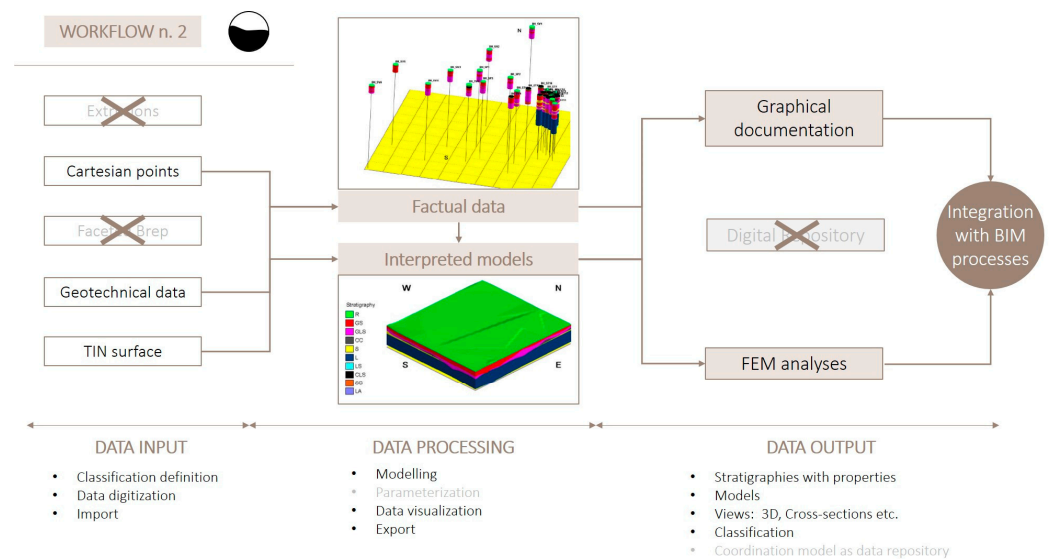 WORKFLOW n. 2
Extrusions
Cartesian points
Faceted Brep
Geotechnical data
TIN surface
N
S
Factual data
Interpreted models
Stratigraphy
R
GS
GLS
CC
S
L
LS
CLS
GG
LA
W
N
S
E
Graphical
documentation
Digital Repository
FEM analyses
Integration
with BIM
processes
DATA INPUT
• Classification definition
• Data digitization
• Import
DATA PROCESSING
• Modelling
• Parameterization
• Data visualization
• Export
DATA OUTPUT
• Stratigraphies with properties
• Models
• Views: 3D, Cross-sections etc.
• Classification
• Coordination model as data repository